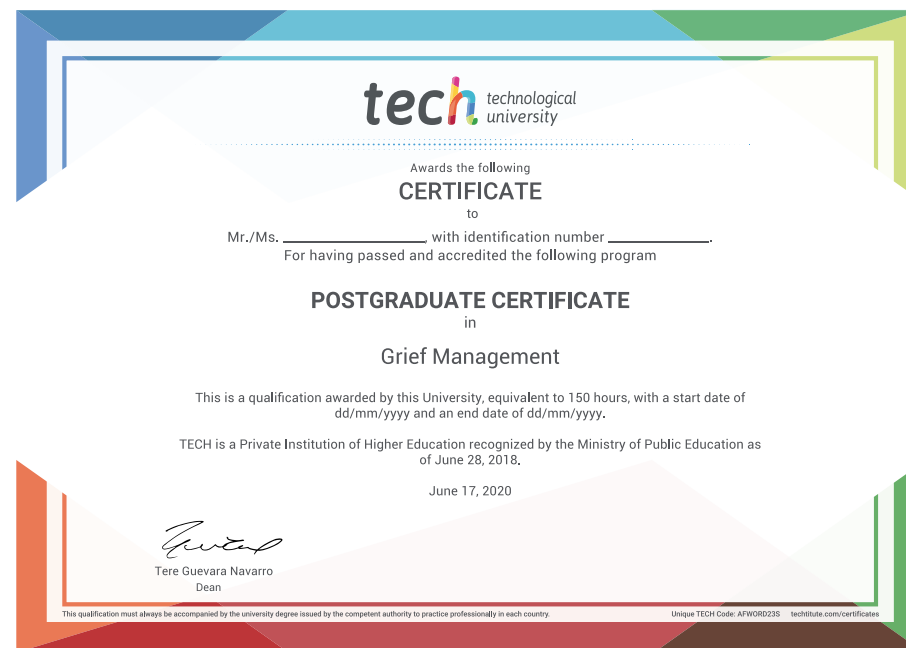 tech technological
university
Awards the following
CERTIFICATE
to
Mr./Ms. ____________________, with identification number ______________.
For having passed and accredited the following program
POSTGRADUATE CERTIFICATE
in
Grief Management
This is a qualification awarded by this University, equivalent to 150 hours, with a start date of
dd/mm/yyyy and an end date of dd/mm/yyyy.
TECH is a Private Institution of Higher Education recognized by the Ministry of Public Education as
of June 28, 2018.
June 17, 2020
Tere Guevara Navarro
Dean
This qualification must always be accompanied by the university degree issued by the competent authority to practice professionally in each country.
Unique TECH Code: AFWORD23S techtitute.com/certificates